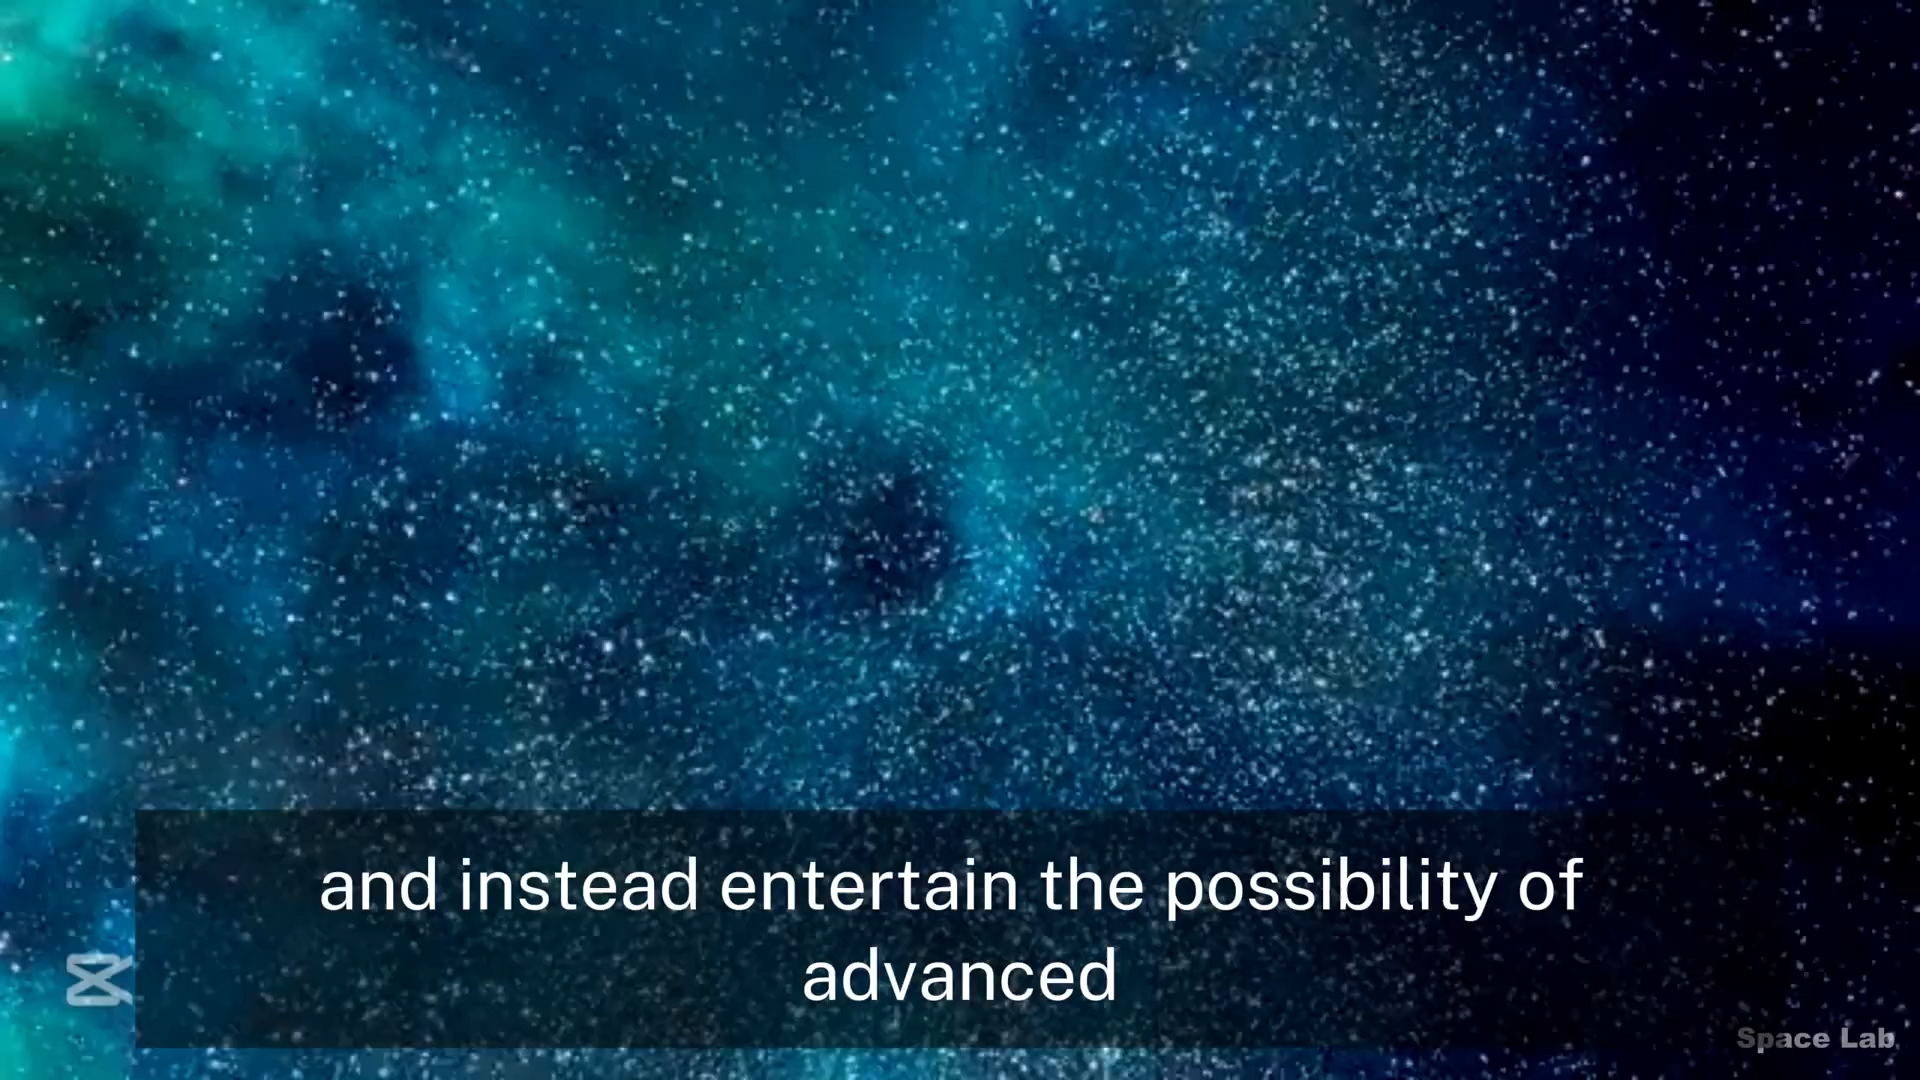 and instead entertain the possibility of
advanced
Space Lab